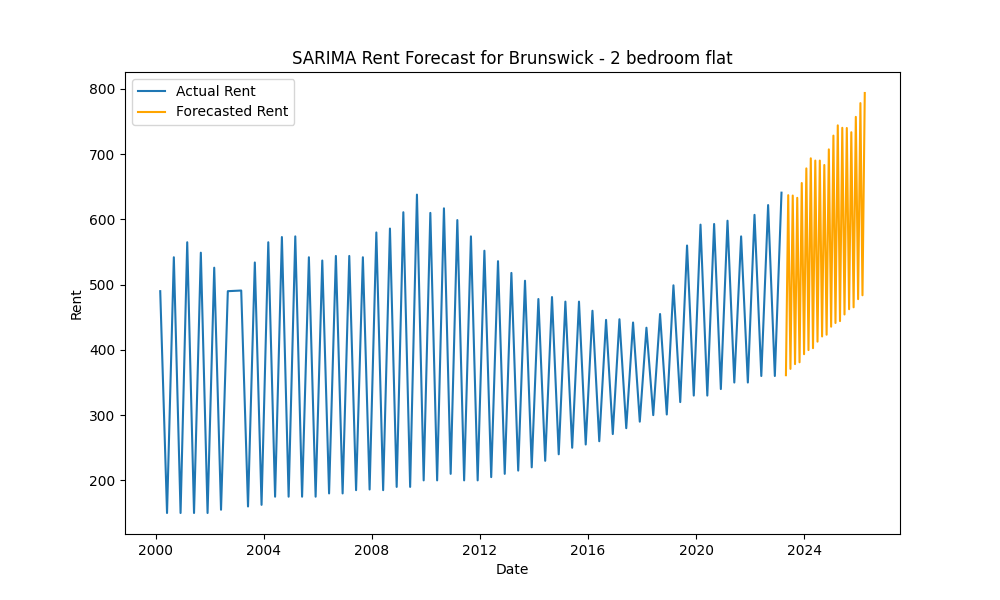 SARIMA Rent Forecast for Brunswick - 2 bedroom flat
Actual Rent
Forecasted Rent
800
700
600
500
400
300
200
Rent
2000 2004 2008 2012 2016 2020 2024
Date